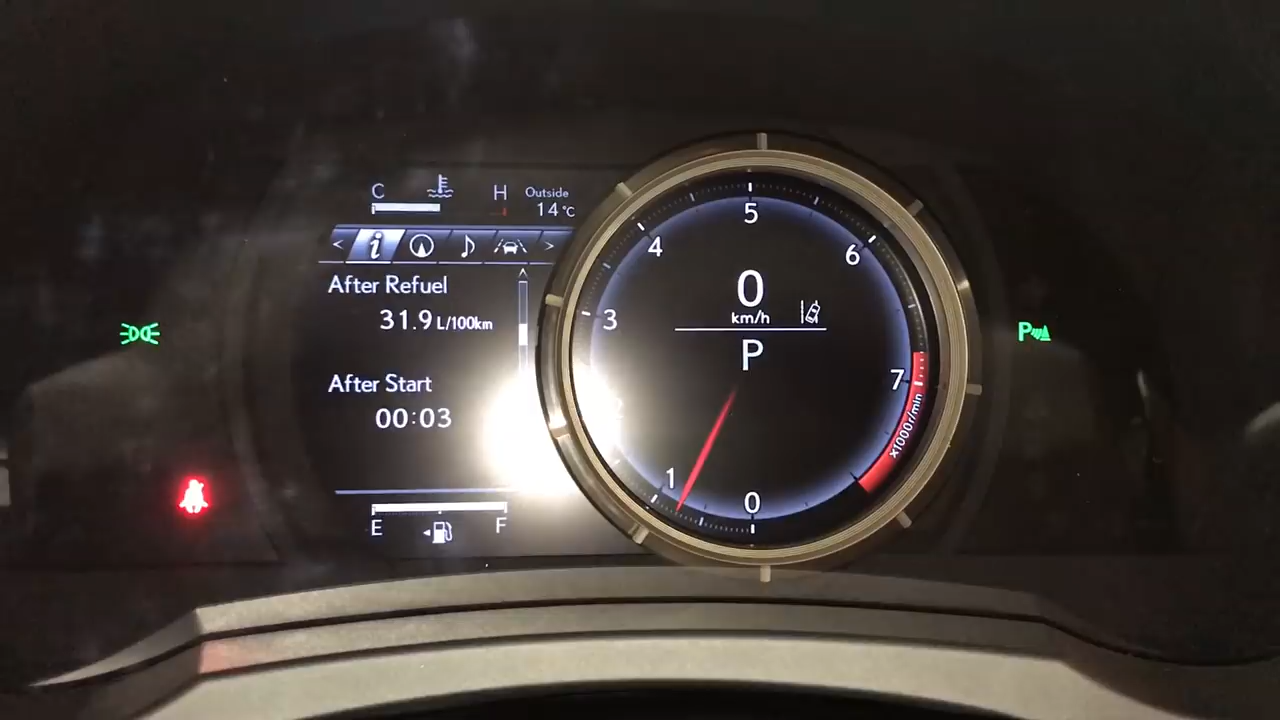 C
H
Outside
14°C
< i >
After Refuel
31.9 L/100km
After Start
00:03
E
F
5
4
6
3
7
2
1
0
0
km/h
P
x1000r/min
P